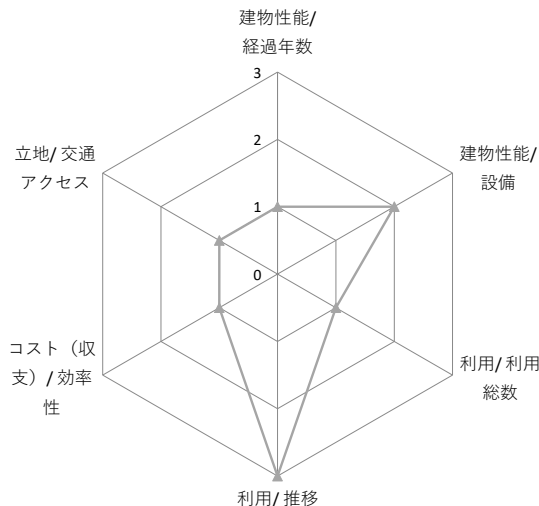 建物性能/
経過年数
3
2
1
0
建物性能/
設備
利用/利用
総数
利用/推移
コスト（収
支）/効率
性
立地/交通
アクセス